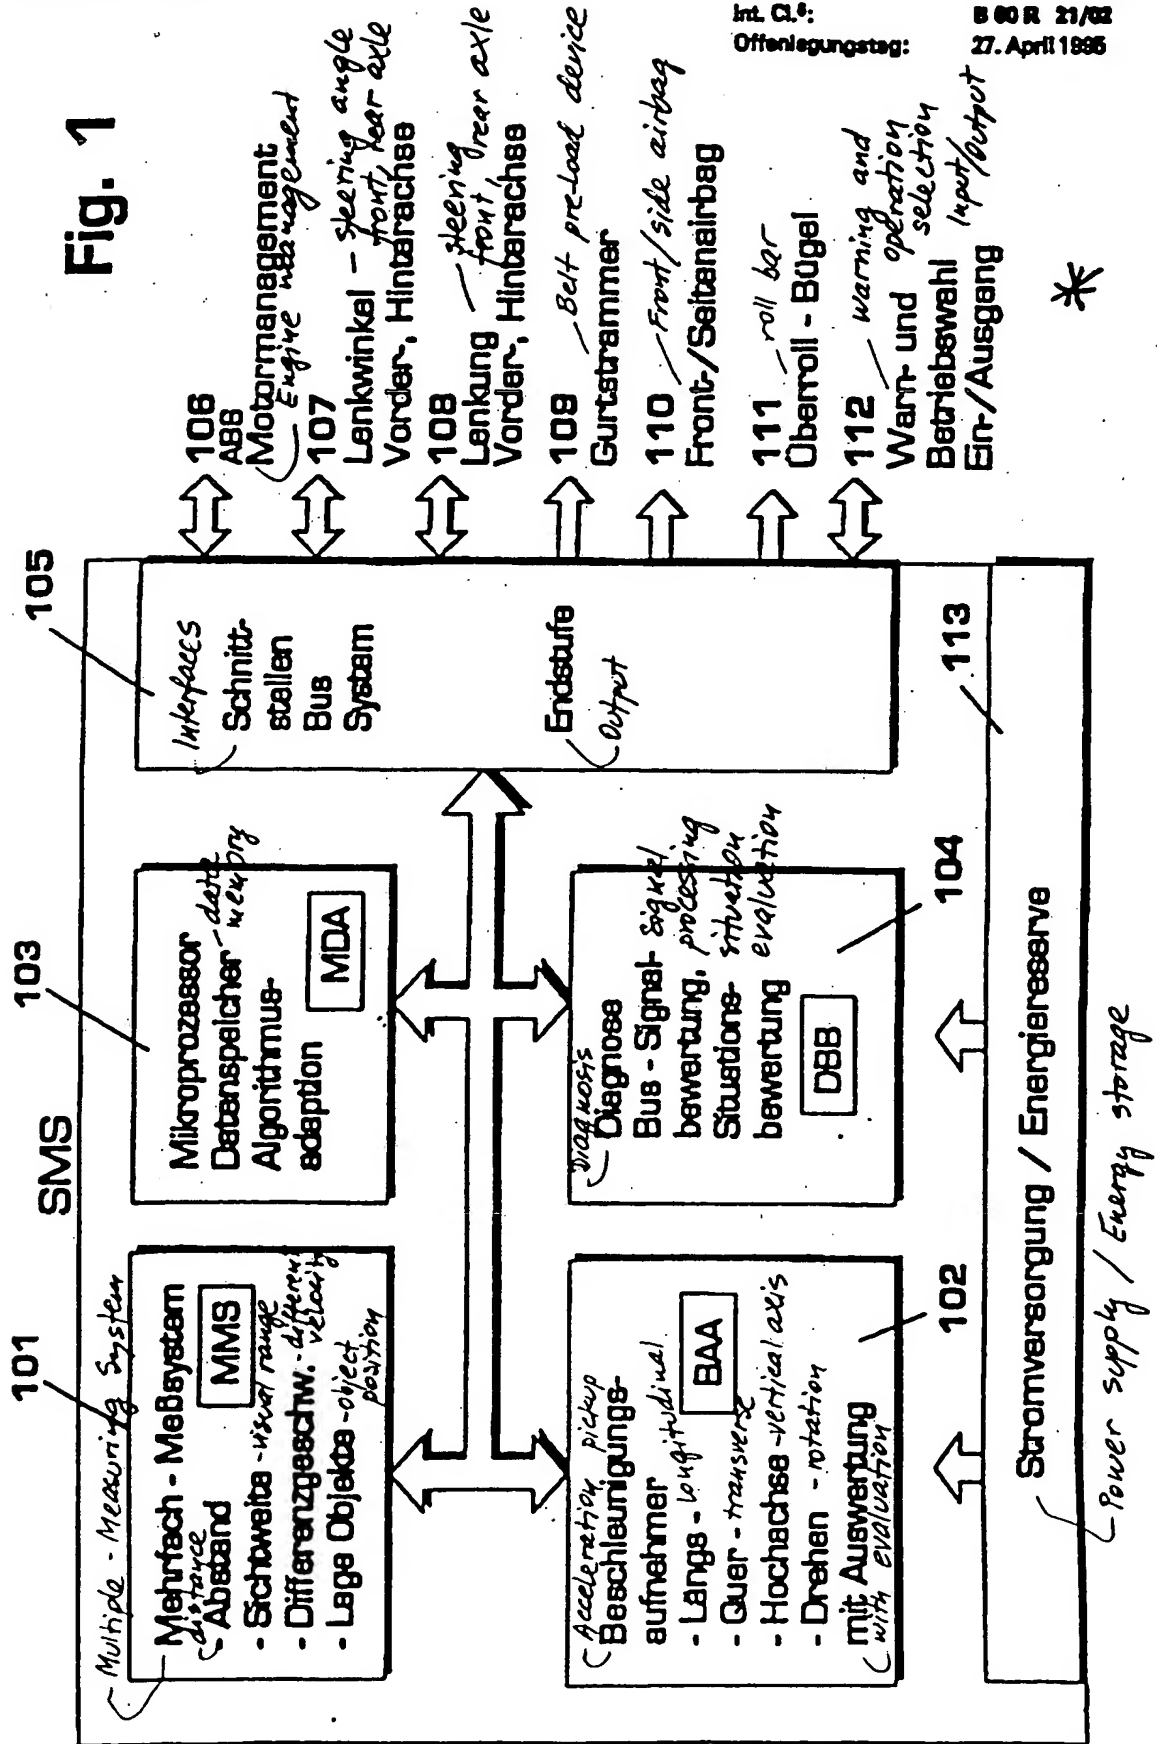 Int. Cl.⁶: B 60 R 21/02
Offenlegungstag: 27. April 1995
Fig. 1
SMS
101
Multiple - Measuring System
Mehrfach - Meßsystem
distance
- Abstand
MMS
- Sichtweite - visual range
- Differenzgeschw. - different velocity
- Lage Objekte - object position
103
Mikroprozessor
Datenspeicher - data memory
Algorithmus-
adaption
MDA
105
Interfaces
Schnitt-
stellen
Bus
System
Endstufe
Output
Acceleration pickup
Beschleunigungs-
aufnehmer
- Längs - longitudinal
BAA
- Quer - transverse
- Hochachse - vertical axis
- Drehen - rotation
mit Auswertung
with evaluation
102
Diagnosis
Diagnose
Bus - Signal- signal
bewertung, processing
Situations- situation
bewertung evaluation
DBB
104
106
ABS
Motormanagement
Engine management
107
Lenkwinkel - steering angle
front, rear axle
Vorder-, Hinterachse
108
Lenkung - steering
front, rear axle
Vorder-, Hinterachse
109
Belt pre-load device
Gurtstrammer
110
Front/side airbag
Front-/Seitenairbag
111 - roll bar
Überroll - Bügel
112 - warning and
Warn- und operation
Betriebswahl selection
Ein-/Ausgang Input/Output
*
113
Stromversorgung / Energiereserve
Power supply / Energy storage